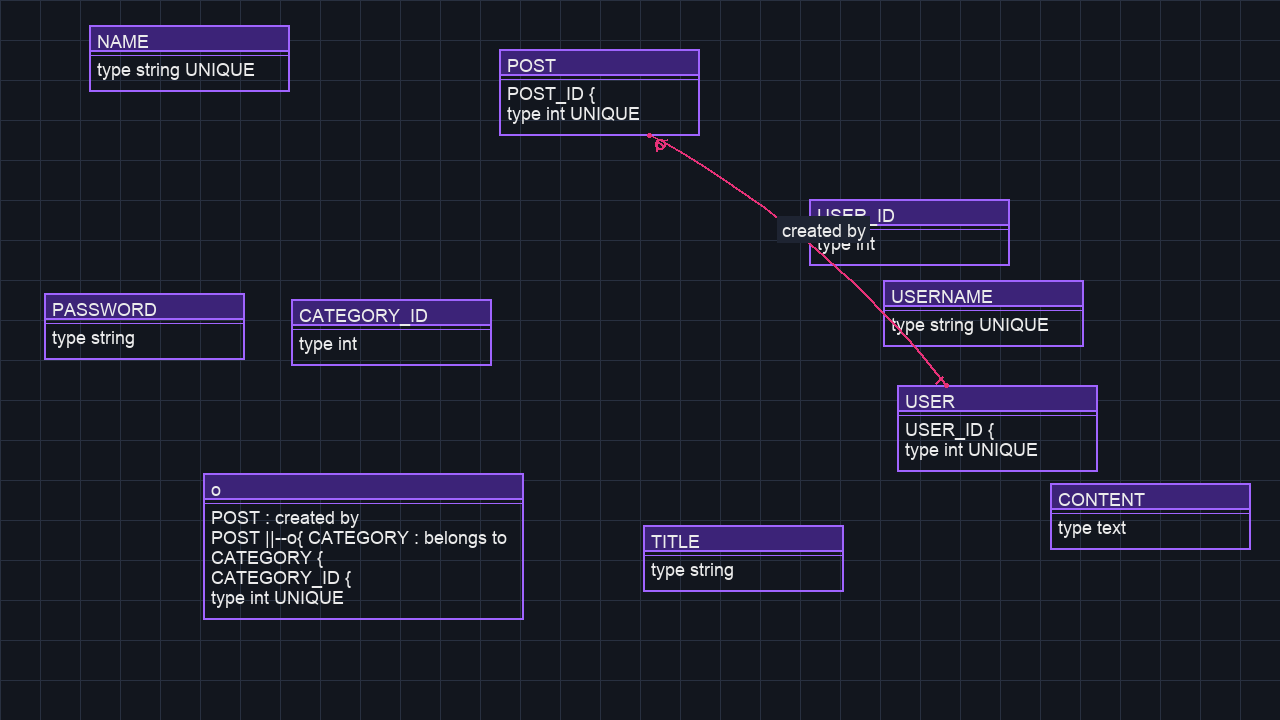 NAME
type string UNIQUE
POST
POST_ID {
type int UNIQUE
USER_ID
type int
created by
USERNAME
type string UNIQUE
PASSWORD
type string
CATEGORY_ID
type int
USER
USER_ID {
type int UNIQUE
o
POST : created by
POST ||--o{ CATEGORY : belongs to
CATEGORY {
CATEGORY_ID {
type int UNIQUE
TITLE
type string
CONTENT
type text